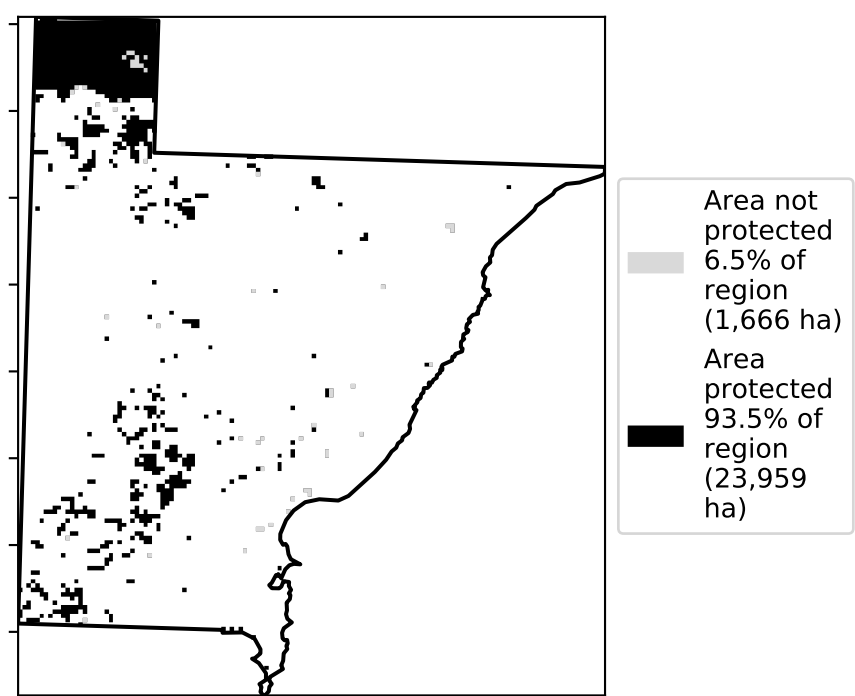 Area not
protected
6.5% of
region
(1,666 ha)
Area
protected
93.5% of
region
(23,959
ha)